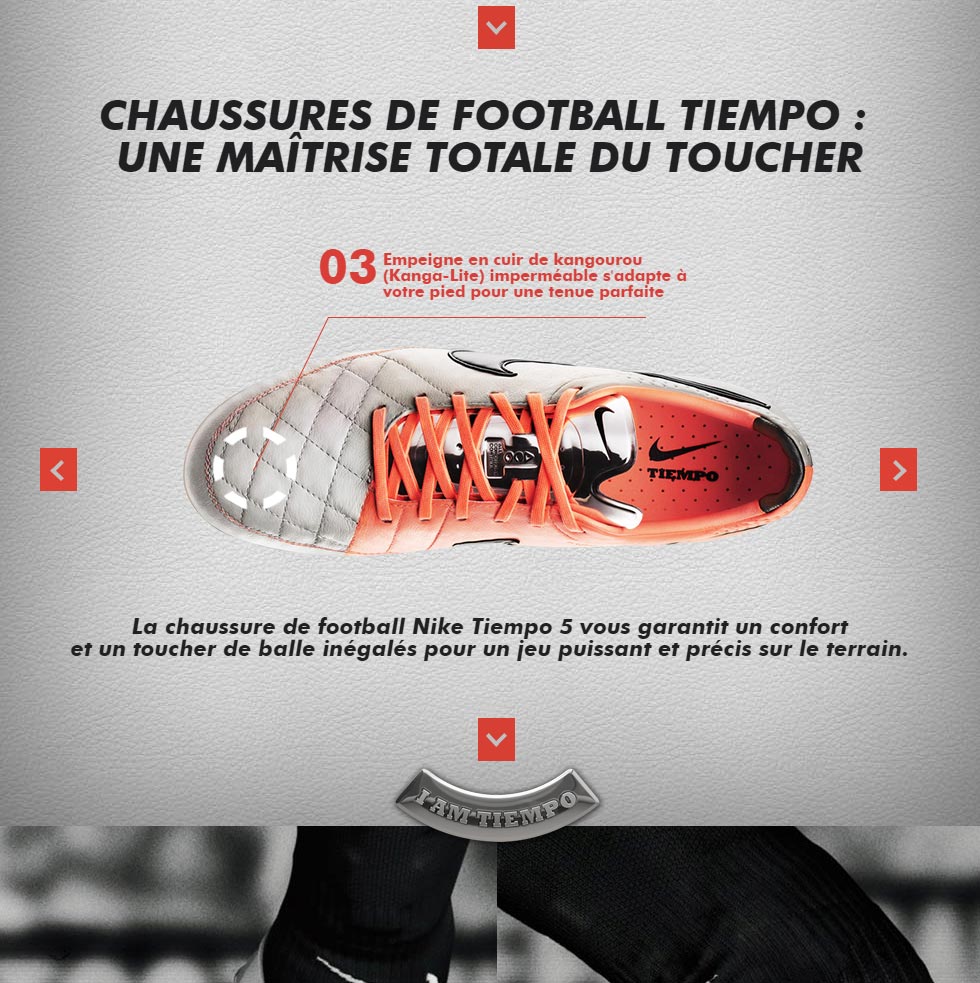 CHAUSSURES DE FOOTBALL TIEMPO :
UNE MAÎTRISE TOTALE DU TOUCHER
03 Empeigne en cuir de kangourou
(Kanga-Lite) imperméable s'adapte à
votre pied pour une tenue parfaite
TIEMPO
La chaussure de football Nike Tiempo 5 vous garantit un confort
et un toucher de balle inégalés pour un jeu puissant et précis sur le terrain.
I AM TIEMPO